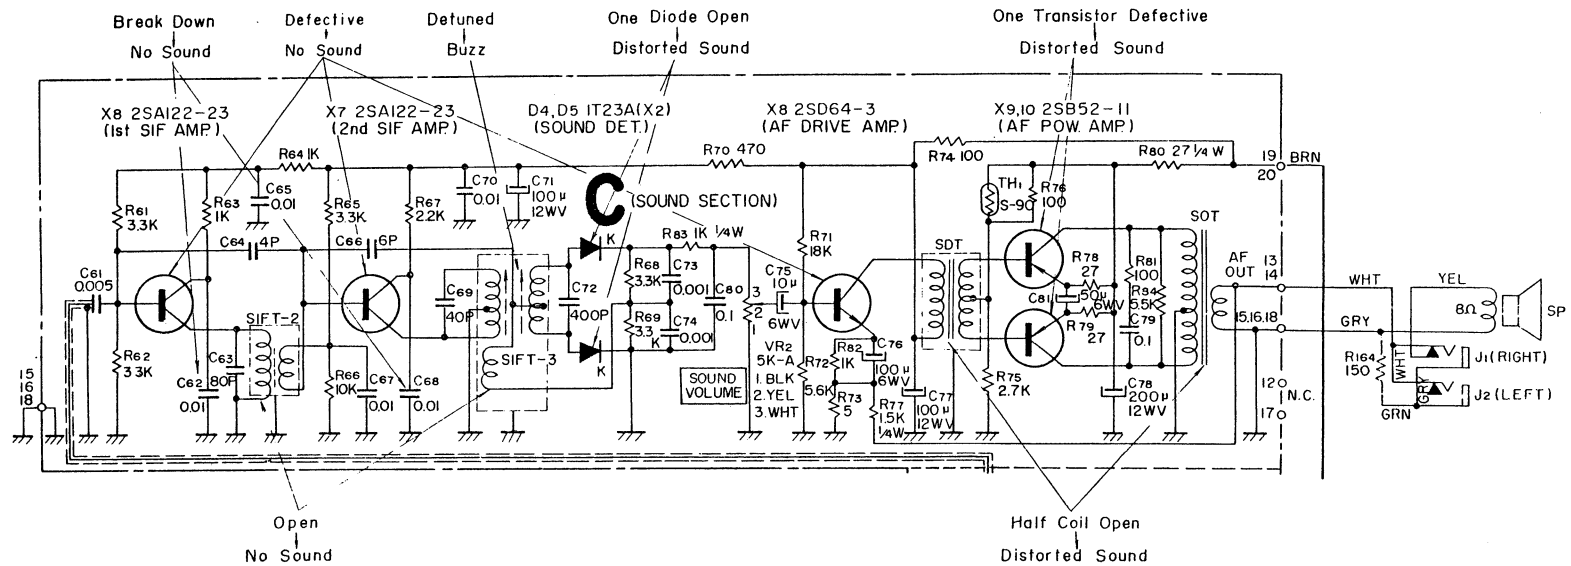 Break Down
No Sound
Defective
No Sound
Detuned
Buzz
One Diode Open
Distorted Sound
One Transistor Defective
Distorted Sound
X8 2SA122-23
(1st SIF AMP.)
X7 2SA122-23
(2nd SIF AMP.)
D4, D5 1T23A(X2)
(SOUND DET.)
X8 2SD64-3
(AF DRIVE AMP.)
X9,10 2SB52-11
(AF POW. AMP.)
R64 1K
R70 470
R74 100
R80 27 1/4 W
19
20
BRN
R61
3.3K
R63
1K
C65
0.01
R65
3.3K
R67
2.2K
C70
0.01
C71
100μ
12WV
C (SOUND SECTION)
TH1
S-90
R76
100
SOT
C64 4P
C66 6P
K
R83 1K 1/4W
R71
18K
SDT
C61
0.005
C69
40P
C72
400P
R68
3.3K
C73
0.001
C80
0.1
R69
3.3
K
C74
0.001
3
2
1
C75
10μ
6WV
R78
27
C81
50μ
6WV
R79
27
R81
100
R84
5.5K
C79
0.1
AF
OUT
13
14
WHT
YEL
8Ω
SP
SIFT-2
SIFT-3
K
VR2
5K-A
1. BLK
2. YEL
3. WHT
SOUND
VOLUME
R72
5.6K
R82
1K
C76
100μ
6WV
R73
5
R77
1.5K
1/4W
C77
100μ
12WV
R75
2.7K
C78
200μ
12WV
15.16.18
GRY
R164
150
WHT
GRY
GRN
J1 (RIGHT)
J2 (LEFT)
12
N.C.
17
R62
3.3K
C62
0.01
C63
80P
R66
10K
C67
0.01
C68
0.01
15
16
18
Open
No Sound
Half Coil Open
Distorted Sound